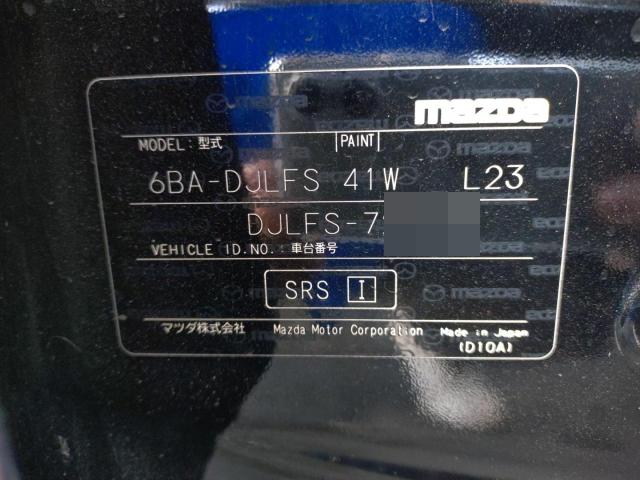 mazda
MODEL : 型式 PAINT
6BA-DJLFS 41W L23
DJLFS-7
VEHICLE ID.NO. : 車台番号
SRS I
マツダ株式会社 Mazda Motor Corporation Made in Japan
(D10A)